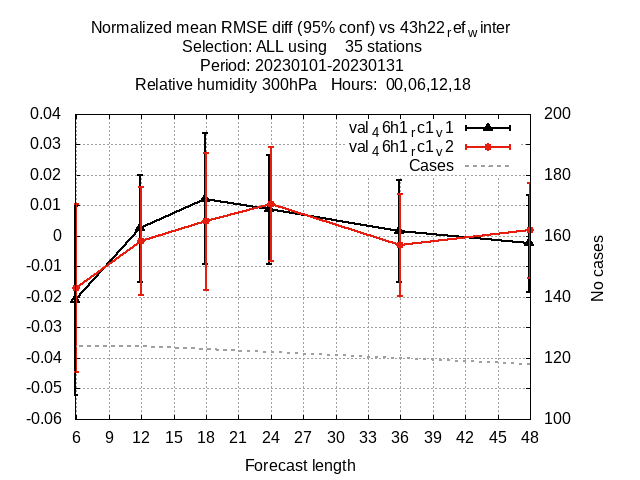 Normalized mean RMSE diff (95% conf) vs 43h22refwinter
Selection: ALL using    35 stations
Period: 20230101-20230131
Relative humidity 300hPa   Hours:  00,06,12,18
0.04 200
val46h1rc1v1
0.03
val46h1rc1v2
Cases
0.02 180
0.01
0 160
-0.01
-0.02 140
-0.03
-0.04 120
-0.05
-0.06 100
No cases
6 9 12 15 18 21 24 27 30 33 36 39 42 45 48
Forecast length